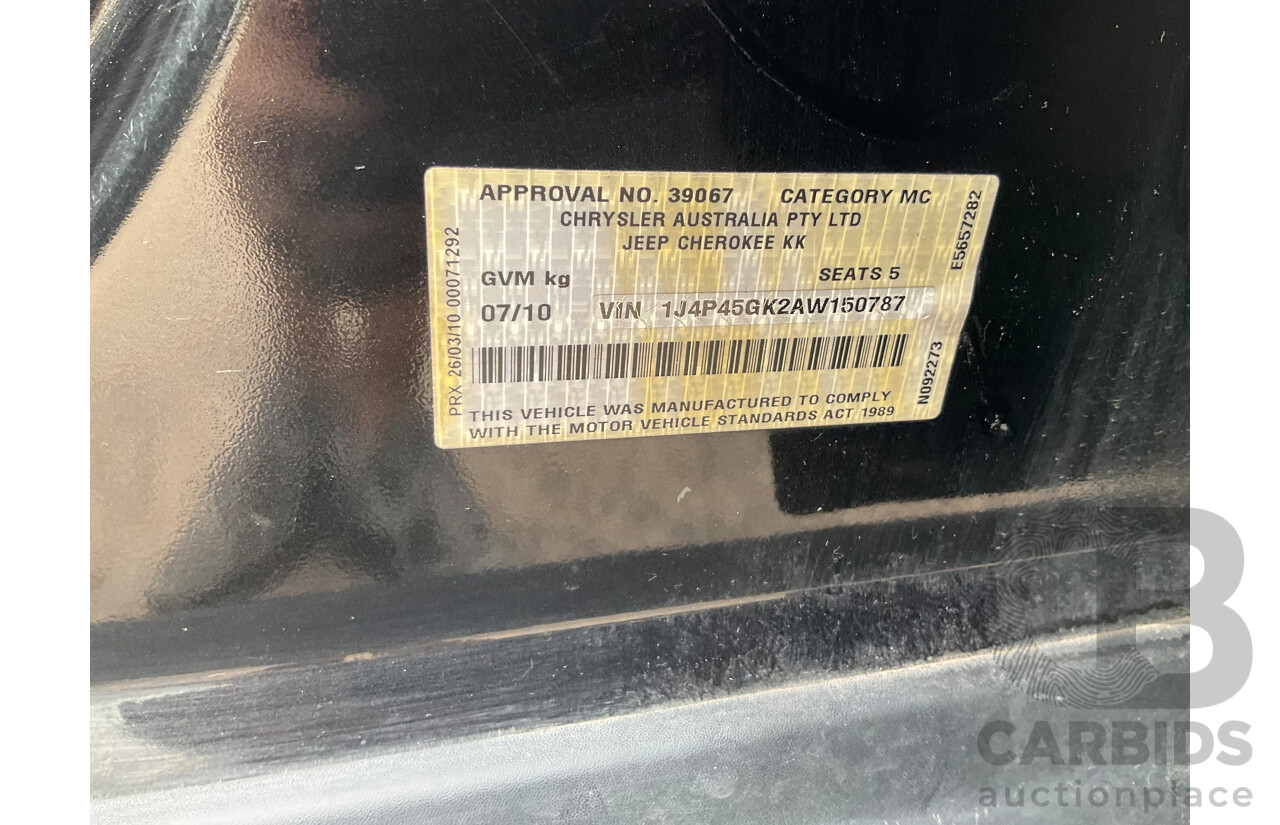 APPROVAL NO. 39067 CATEGORY MC
CHRYSLER AUSTRALIA PTY LTD
JEEP CHEROKEE KK
GVM kg SEATS 5
07/10 VIN 1J4P45GK2AW150787
THIS VEHICLE WAS MANUFACTURED TO COMPLY
WITH THE MOTOR VEHICLE STANDARDS ACT 1989
PRX 26/03/10 00071292
E5657282
N092273
B
CARBIDS
auctionplace